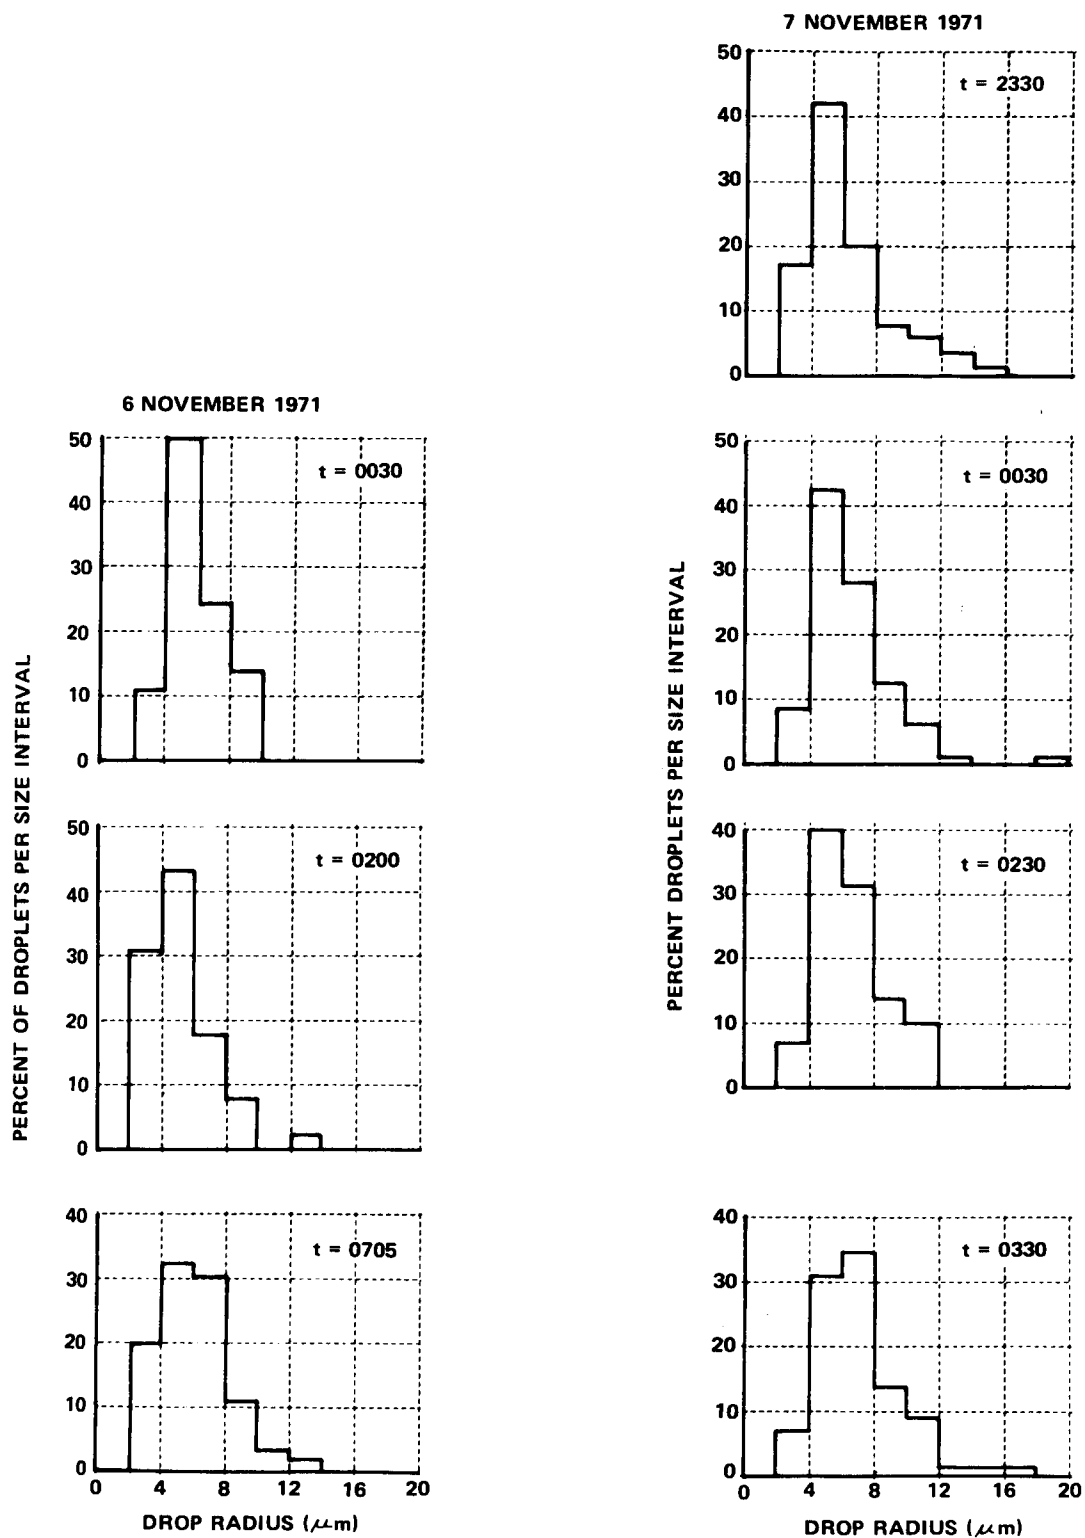 6 NOVEMBER 1971
PERCENT OF DROPLETS PER SIZE INTERVAL
t = 0030
50
40
30
20
10
0
t = 0200
50
40
30
20
10
0
t = 0705
40
30
20
10
0
0 4 8 12 16 20
DROP RADIUS (μm)
7 NOVEMBER 1971
PERCENT DROPLETS PER SIZE INTERVAL
t = 2330
50
40
30
20
10
0
t = 0030
50
40
30
20
10
0
t = 0230
40
30
20
10
0
t = 0330
40
30
20
10
0
0 4 8 12 16 20
DROP RADIUS (μm)